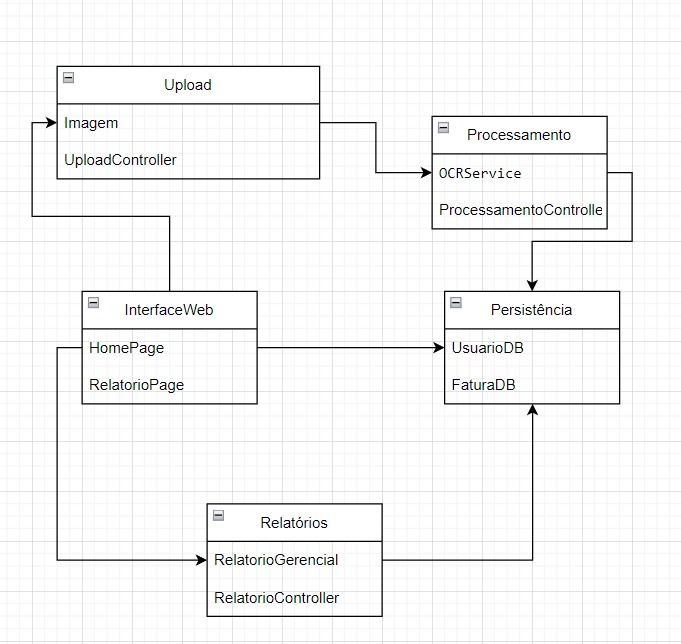 Upload
Imagem
UploadController
Processamento
OCRService
ProcessamentoControlle
InterfaceWeb
HomePage
RelatorioPage
Persistência
UsuarioDB
FaturaDB
Relatórios
RelatorioGerencial
RelatorioController